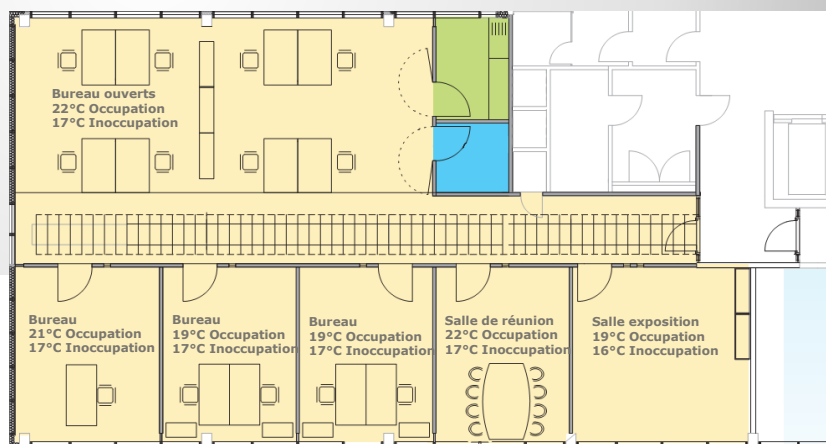 Bureau ouverts
22°C Occupation
17°C Inoccupation
Bureau
21°C Occupation
17°C Inoccupation
Bureau
19°C Occupation
17°C Inoccupation
Bureau
19°C Occupation
17°C Inoccupation
Salle de réunion
22°C Occupation
17°C Inoccupation
Salle exposition
19°C Occupation
16°C Inoccupation